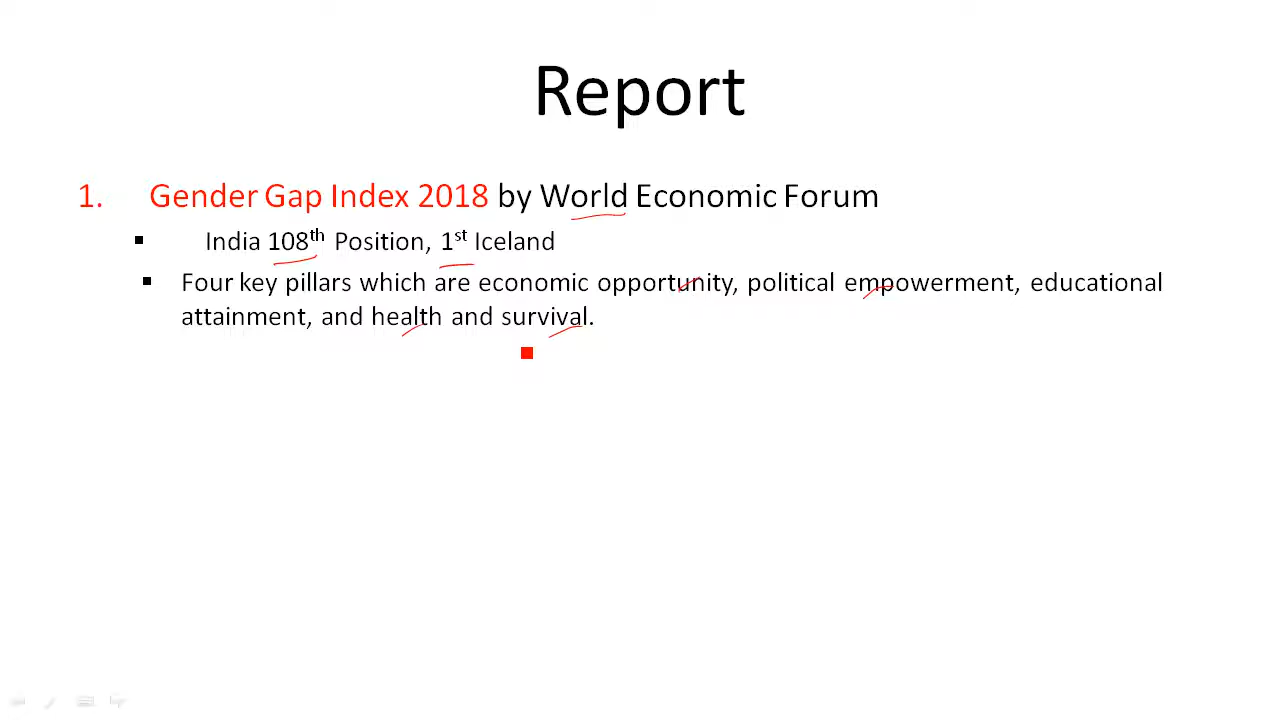 Report
1. Gender Gap Index 2018 by World Economic Forum
▪ India 108th Position, 1st Iceland
▪ Four key pillars which are economic opportunity, political empowerment, educational
attainment, and health and survival.